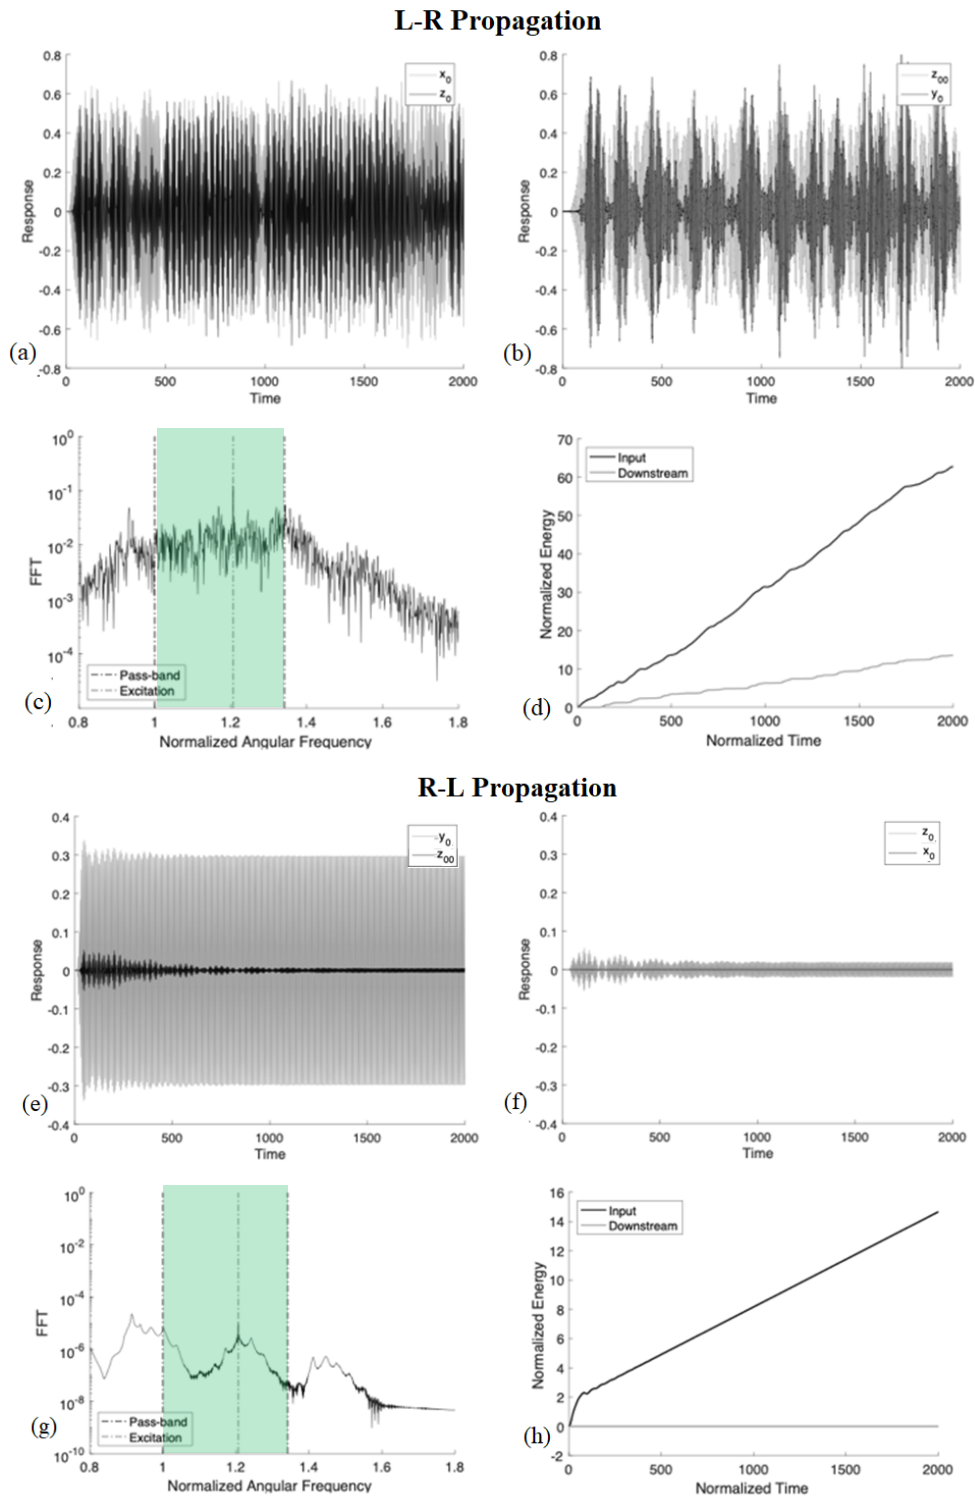 L-R Propagation
0.8
0.6
0.4
0.2
0
-0.2
-0.4
-0.6
-0.8
Response
x0
z0
0 500 1000 1500 2000
Time
(a)
0.8
0.6
0.4
0.2
0
-0.2
-0.4
-0.6
-0.8
Response
z00
y0
0 500 1000 1500 2000
Time
(b)
10^0
10^-1
10^-2
10^-3
10^-4
FFT
Pass-band
Excitation
0.8 1 1.2 1.4 1.6 1.8
Normalized Angular Frequency
(c)
70
60
50
40
30
20
10
0
Normalized Energy
Input
Downstream
0 500 1000 1500 2000
Normalized Time
(d)
R-L Propagation
0.4
0.3
0.2
0.1
0
-0.1
-0.2
-0.3
-0.4
Response
y0
z00
0 500 1000 1500 2000
Time
(e)
0.4
0.3
0.2
0.1
0
-0.1
-0.2
-0.3
-0.4
Response
z0
x0
0 500 1000 1500 2000
Time
(f)
10^0
10^-2
10^-4
10^-6
10^-8
10^-10
FFT
Pass-band
Excitation
0.8 1 1.2 1.4 1.6 1.8
Normalized Angular Frequency
(g)
16
14
12
10
8
6
4
2
0
-2
Normalized Energy
Input
Downstream
0 500 1000 1500 2000
Normalized Time
(h)